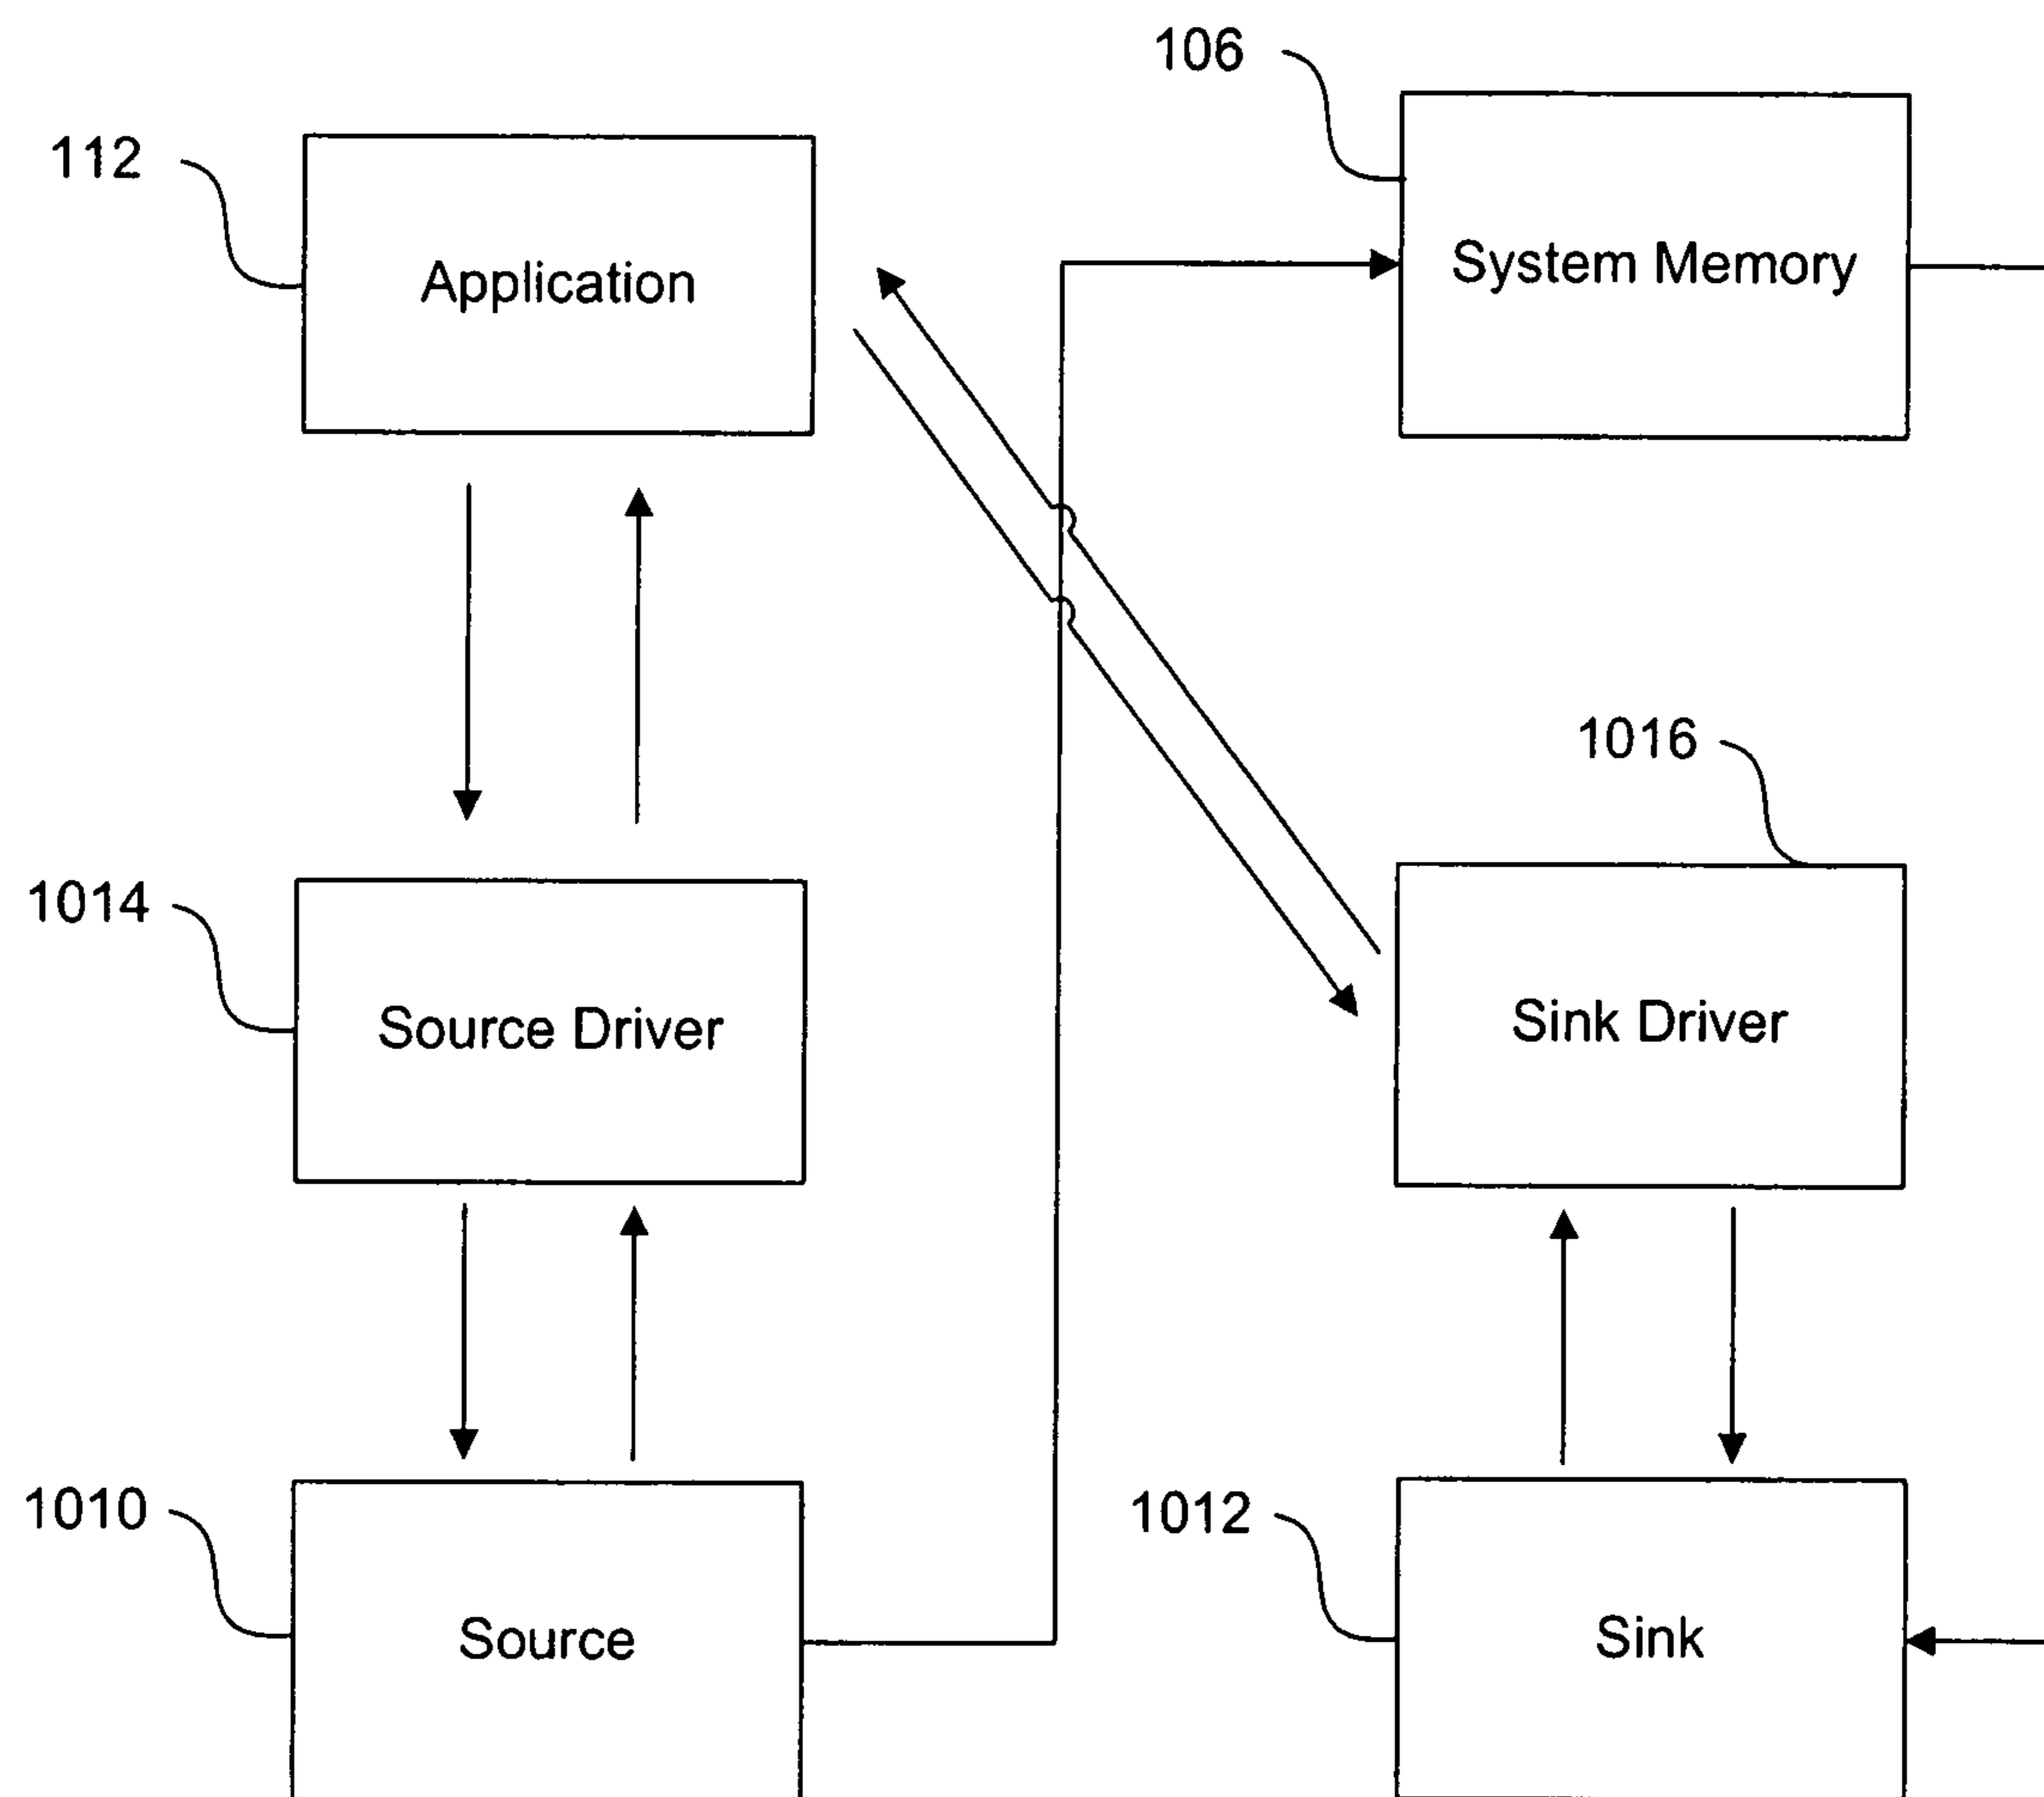 106
112
Application
System Memory
1016
1014
Source Driver
Sink Driver
1010
1012
Source
Sink